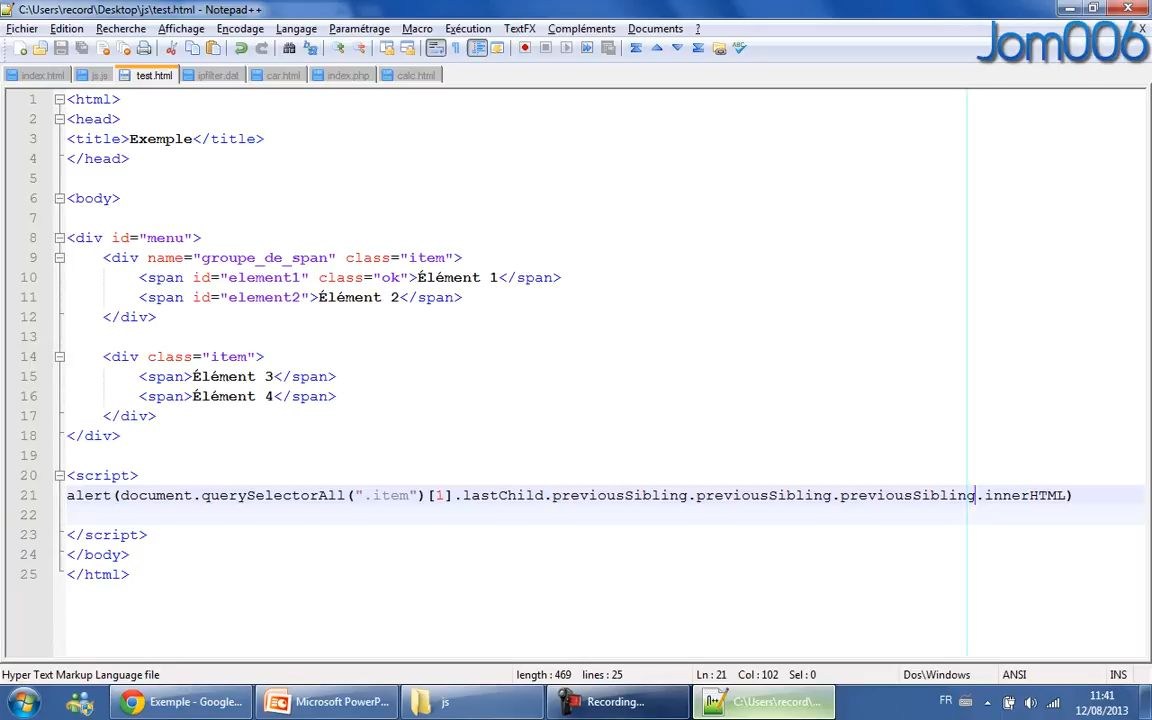 C:\Users\record\Desktop\js\test.html - Notepad++
Fichier Edition Recherche Affichage Encodage Langage Paramétrage Macro Exécution TextFX Compléments Documents ?
Jom006
index.html js.js test.html ipfilter.dat car.html index.php calc.html
1 <html>
2 <head>
3 <title>Exemple</title>
4 </head>
5
6 <body>
7
8 <div id="menu">
9 <div name="groupe_de_span" class="item">
10 <span id="element1" class="ok">Élément 1</span>
11 <span id="element2">Élément 2</span>
12 </div>
13
14 <div class="item">
15 <span>Élément 3</span>
16 <span>Élément 4</span>
17 </div>
18 </div>
19
20 <script>
21 alert(document.querySelectorAll(".item")[1].lastChild.previousSibling.previousSibling.previousSibling.innerHTML)
22
23 </script>
24 </body>
25 </html>
Hyper Text Markup Language file length : 469 lines : 25 Ln : 21 Col : 102 Sel : 0 Dos\Windows ANSI INS
Exemple - Google... Microsoft PowerP... js Recording... C:\Users\record\... FR 11:41
12/08/2013